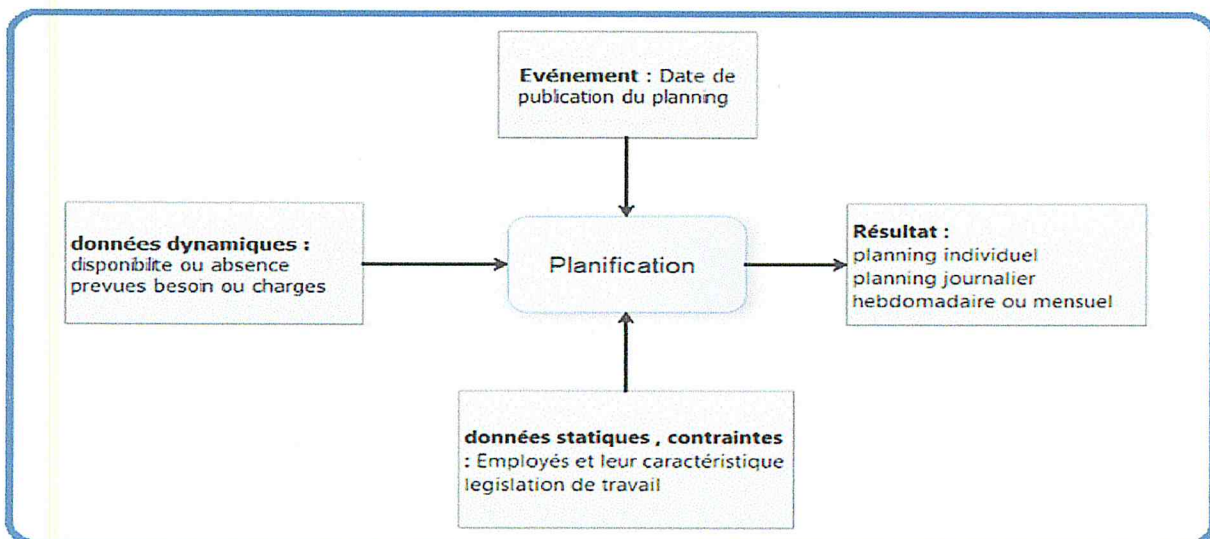 Evénement : Date de
publication du planning
données dynamiques :
disponibilite ou absence
prevues besoin ou charges
Planification
Résultat :
planning individuel
planning journalier
hebdomadaire ou mensuel
données statiques , contraintes
: Employés et leur caractéristique
legislation de travail